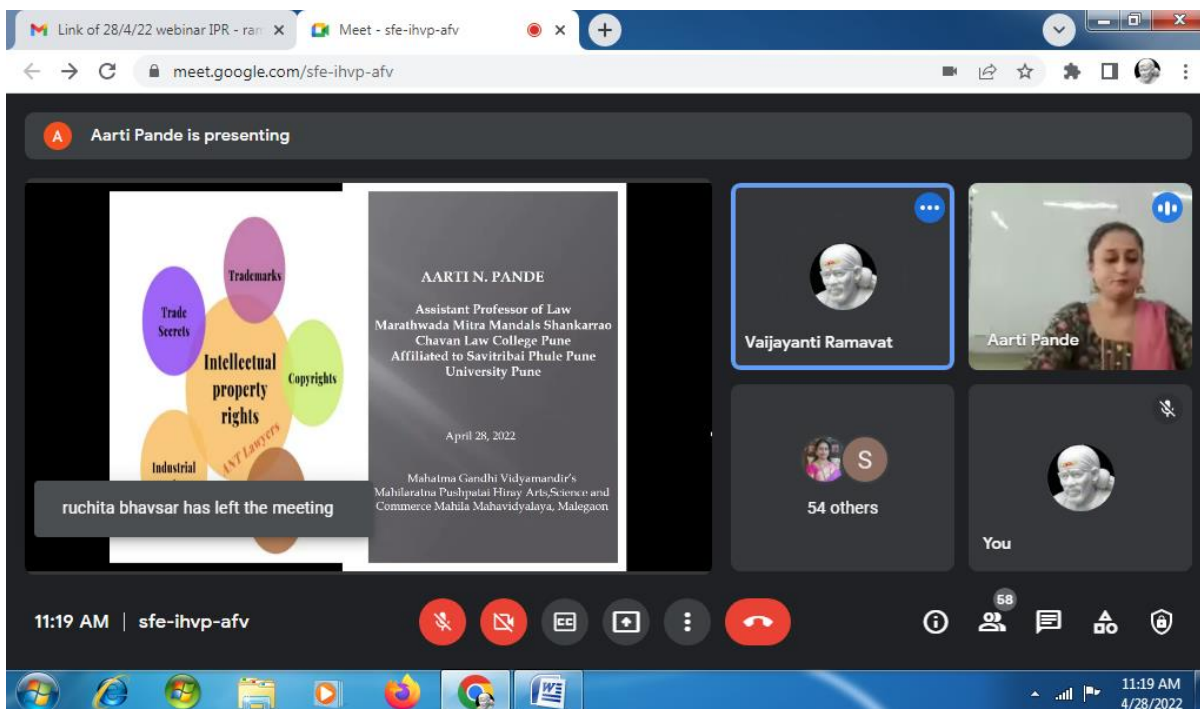 Link of 28/4/22 webinar IPR - ran
Meet - sfe-ihvp-afv
meet.google.com/sfe-ihvp-afv
A
Aarti Pande is presenting
Trademarks
Trade
Secrets
Intellectual
property
rights
Copyrights
ANT Lawyers
Industrial
ruchita bhavsar has left the meeting
AARTI N. PANDE
Assistant Professor of Law
Marathwada Mitra Mandals Shankarrao
Chavan Law College Pune
Affiliated to Savitribai Phule Pune
University Pune
April 28, 2022
Mahatma Gandhi Vidyamandir's
Mahilaratna Pushpatai Hiray Arts,Science and
Commerce Mahila Mahavidyalaya, Malegaon
Vaijayanti Ramavat
Aarti Pande
S
54 others
You
11:19 AM | sfe-ihvp-afv
CC
58
W
11:19 AM
4/28/2022